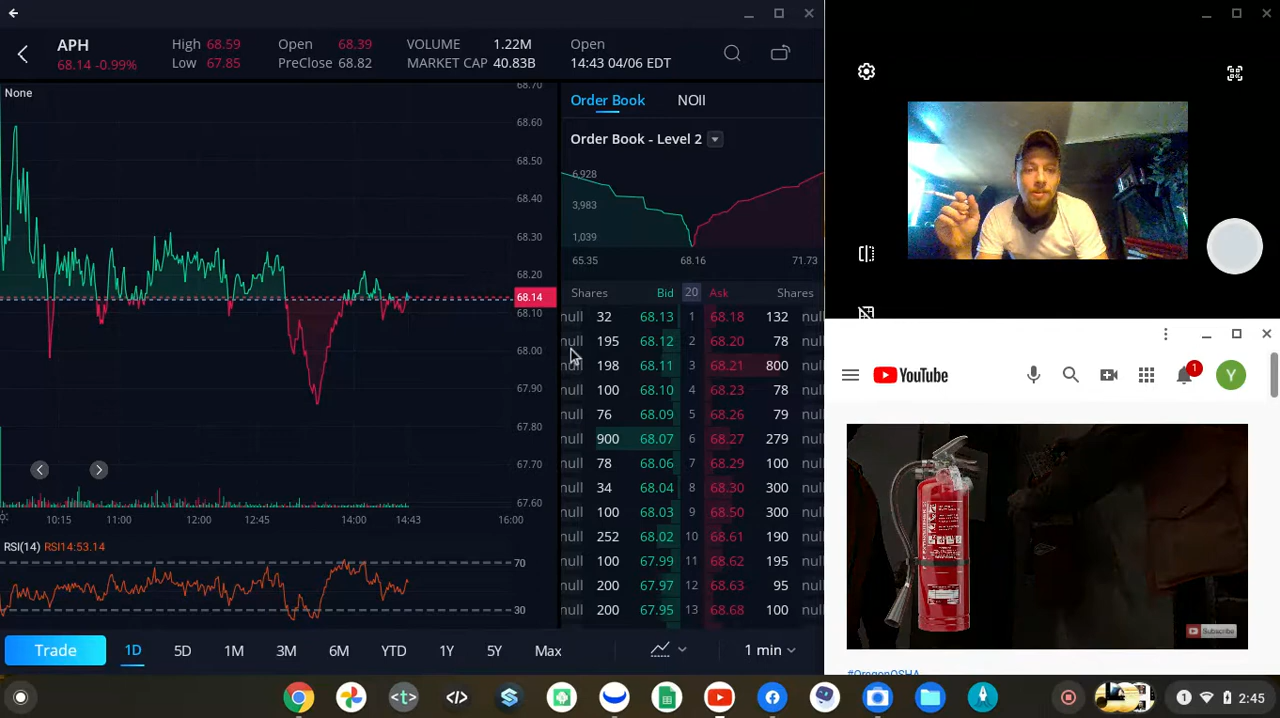 APH
68.14 -0.99%
High 68.59
Low 67.85
Open 68.39
PreClose 68.82
VOLUME 1.22M
MARKET CAP 40.83B
Open
14:43 04/06 EDT
None
68.70
68.50
68.40
68.30
68.20
68.14
68.10
68.00
67.90
67.80
67.70
67.60
10:15 11:00 12:00 12:45 14:00 14:43 16:00
RSI(14) RSI14:53.14
70
30
Order Book NOII
Order Book - Level 2
6,928
3,983
1,039
65.35 68.16 71.73
Shares Bid 20 Ask Shares
null 32 68.13 1 68.18 132 null
null 195 68.12 2 68.20 78 null
null 198 68.11 3 68.21 800 null
null 100 68.10 4 68.23 78 null
null 76 68.09 5 68.26 79 null
null 900 68.07 6 68.27 279 null
null 78 68.06 7 68.29 100 null
null 34 68.04 8 68.30 300 null
null 100 68.03 9 68.50 300 null
null 252 68.02 10 68.61 190 null
null 100 67.99 11 68.62 195 null
null 200 67.97 12 68.63 95 null
null 200 67.95 13 68.68 100 null
Trade 1D 5D 1M 3M 6M YTD 1Y 5Y Max 1 min
YouTube
1
Y
Subscribe
#OregonOSHA
<t>
1
2:45